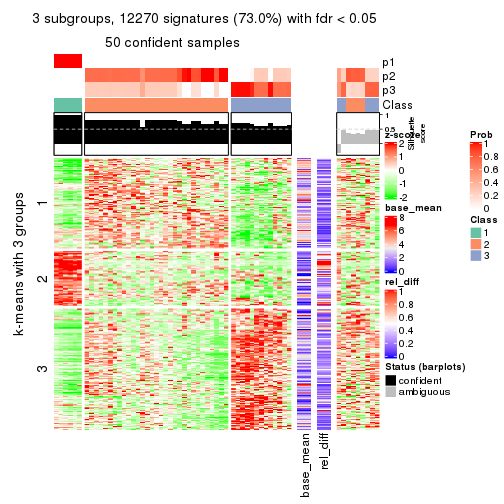 3 subgroups, 12270 signatures (73.0%) with fdr < 0.05
50 confident samples
p1
p2
p3
Class
1
0.5
0
Silhouette
score
k-means with 3 groups
1
2
3
base_mean
rel_diff
z-score
2
1
0
-1
-2
base_mean
8
6
4
2
0
rel_diff
1
0.8
0.6
0.4
0.2
0
Status (barplots)
confident
ambiguous
Prob
1
0.8
0.6
0.4
0.2
0
Class
1
2
3